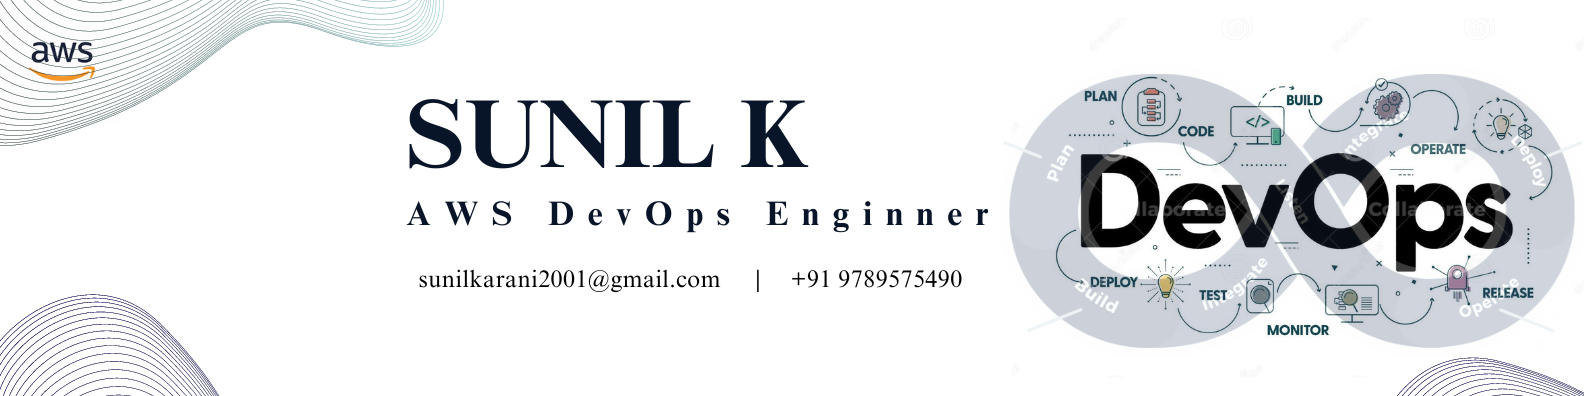 aws
SUNIL K
AWS DevOps Enginner
sunilkarani2001@gmail.com | +91 9789575490
PLAN
CODE
</>
BUILD
OPERATE
Plan
Integrate
Deploy
DevOps
Collaborate
DEPLOY
TEST
MONITOR
RELEASE
Build
Integrate
Operate